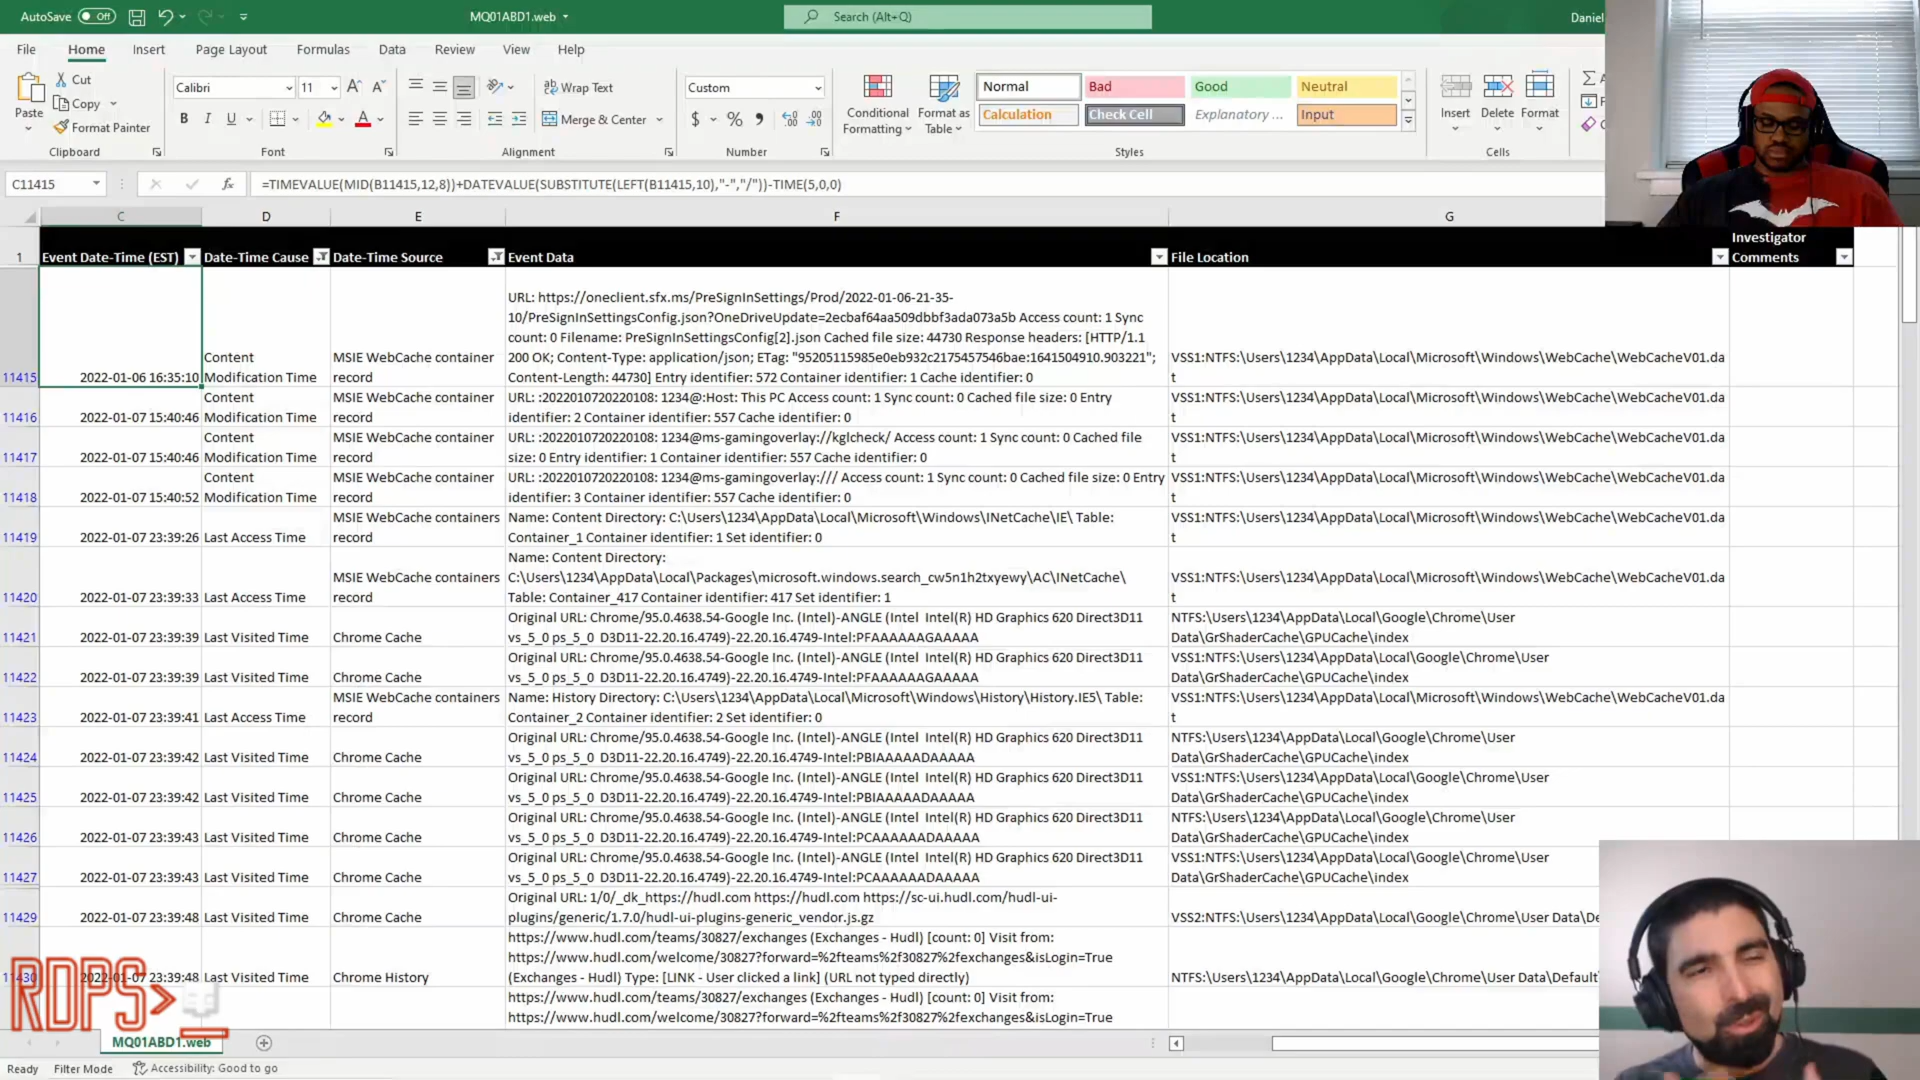 AutoSave Off MQ01ABD1.web Search (Alt+Q) Daniel
File Home Insert Page Layout Formulas Data Review View Help
Paste Cut Copy Format Painter
Calibri 11 Wrap Text Merge & Center Custom
Conditional Formatting Format as Table
Normal Bad Good Neutral
Calculation Check Cell Explanatory ... Input
Insert Delete Format
Clipboard Font Alignment Number Styles Cells
C11415 fx =TIMEVALUE(MID(B11415,12,8))+DATEVALUE(SUBSTITUTE(LEFT(B11415,10),"-","/"))-TIME(5,0,0)
C D E F G
1 Event Date-Time (EST) Date-Time Cause Date-Time Source Event Data File Location Investigator Comments
URL: https://oneclient.sfx.ms/PreSignInSettings/Prod/2022-01-06-21-35-
10/PreSignInSettingsConfig.json?OneDriveUpdate=2ecbaf64aa509dbbf3ada073a5b Access count: 1 Sync
count: 0 Filename: PreSignInSettingsConfig[2].json Cached file size: 44730 Response headers: [HTTP/1.1
Content MSIE WebCache container 200 OK; Content-Type: application/json; ETag: "95205115985e0eb932c2175457546bae:1641504910.903221"; VSS1:NTFS:\Users\1234\AppData\Local\Microsoft\Windows\WebCache\WebCacheV01.da
11415 2022-01-06 16:35:10 Modification Time record Content-Length: 44730] Entry identifier: 572 Container identifier: 1 Cache identifier: 0 t
Content MSIE WebCache container URL: :2022010720220108: 1234@:Host: This PC Access count: 1 Sync count: 0 Cached file size: 0 Entry VSS1:NTFS:\Users\1234\AppData\Local\Microsoft\Windows\WebCache\WebCacheV01.da
11416 2022-01-07 15:40:46 Modification Time record identifier: 2 Container identifier: 557 Cache identifier: 0 t
Content MSIE WebCache container URL: :2022010720220108: 1234@ms-gamingoverlay://kglcheck/ Access count: 1 Sync count: 0 Cached file VSS1:NTFS:\Users\1234\AppData\Local\Microsoft\Windows\WebCache\WebCacheV01.da
11417 2022-01-07 15:40:46 Modification Time record size: 0 Entry identifier: 1 Container identifier: 557 Cache identifier: 0 t
Content MSIE WebCache container URL: :2022010720220108: 1234@ms-gamingoverlay:/// Access count: 1 Sync count: 0 Cached file size: 0 Entry VSS1:NTFS:\Users\1234\AppData\Local\Microsoft\Windows\WebCache\WebCacheV01.da
11418 2022-01-07 15:40:52 Modification Time record identifier: 3 Container identifier: 557 Cache identifier: 0 t
MSIE WebCache containers Name: Content Directory: C:\Users\1234\AppData\Local\Microsoft\Windows\INetCache\IE\ Table: VSS1:NTFS:\Users\1234\AppData\Local\Microsoft\Windows\WebCache\WebCacheV01.da
11419 2022-01-07 23:39:26 Last Access Time record Container_1 Container identifier: 1 Set identifier: 0 t
Name: Content Directory:
MSIE WebCache containers C:\Users\1234\AppData\Local\Packages\microsoft.windows.search_cw5n1h2txyewy\AC\INetCache\ VSS1:NTFS:\Users\1234\AppData\Local\Microsoft\Windows\WebCache\WebCacheV01.da
11420 2022-01-07 23:39:33 Last Access Time record Table: Container_417 Container identifier: 417 Set identifier: 1 t
Original URL: Chrome/95.0.4638.54-Google Inc. (Intel)-ANGLE (Intel Intel(R) HD Graphics 620 Direct3D11 NTFS:\Users\1234\AppData\Local\Google\Chrome\User
11421 2022-01-07 23:39:39 Last Visited Time Chrome Cache vs_5_0 ps_5_0 D3D11-22.20.16.4749)-22.20.16.4749-Intel:PFAAAAAAGAAAAA Data\GrShaderCache\GPUCache\index
Original URL: Chrome/95.0.4638.54-Google Inc. (Intel)-ANGLE (Intel Intel(R) HD Graphics 620 Direct3D11 VSS1:NTFS:\Users\1234\AppData\Local\Google\Chrome\User
11422 2022-01-07 23:39:39 Last Visited Time Chrome Cache vs_5_0 ps_5_0 D3D11-22.20.16.4749)-22.20.16.4749-Intel:PFAAAAAAGAAAAA Data\GrShaderCache\GPUCache\index
MSIE WebCache containers Name: History Directory: C:\Users\1234\AppData\Local\Microsoft\Windows\History\History.IE5\ Table: VSS1:NTFS:\Users\1234\AppData\Local\Microsoft\Windows\WebCache\WebCacheV01.da
11423 2022-01-07 23:39:41 Last Access Time record Container_2 Container identifier: 2 Set identifier: 0 t
Original URL: Chrome/95.0.4638.54-Google Inc. (Intel)-ANGLE (Intel Intel(R) HD Graphics 620 Direct3D11 NTFS:\Users\1234\AppData\Local\Google\Chrome\User
11424 2022-01-07 23:39:42 Last Visited Time Chrome Cache vs_5_0 ps_5_0 D3D11-22.20.16.4749)-22.20.16.4749-Intel:PBIAAAAADAAAAA Data\GrShaderCache\GPUCache\index
Original URL: Chrome/95.0.4638.54-Google Inc. (Intel)-ANGLE (Intel Intel(R) HD Graphics 620 Direct3D11 VSS1:NTFS:\Users\1234\AppData\Local\Google\Chrome\User
11425 2022-01-07 23:39:42 Last Visited Time Chrome Cache vs_5_0 ps_5_0 D3D11-22.20.16.4749)-22.20.16.4749-Intel:PBIAAAAADAAAAA Data\GrShaderCache\GPUCache\index
Original URL: Chrome/95.0.4638.54-Google Inc. (Intel)-ANGLE (Intel Intel(R) HD Graphics 620 Direct3D11 NTFS:\Users\1234\AppData\Local\Google\Chrome\User
11426 2022-01-07 23:39:43 Last Visited Time Chrome Cache vs_5_0 ps_5_0 D3D11-22.20.16.4749)-22.20.16.4749-Intel:PCAAAAAADAAAAA Data\GrShaderCache\GPUCache\index
Original URL: Chrome/95.0.4638.54-Google Inc. (Intel)-ANGLE (Intel Intel(R) HD Graphics 620 Direct3D11 VSS1:NTFS:\Users\1234\AppData\Local\Google\Chrome\User
11427 2022-01-07 23:39:43 Last Visited Time Chrome Cache vs_5_0 ps_5_0 D3D11-22.20.16.4749)-22.20.16.4749-Intel:PCAAAAAADAAAAA Data\GrShaderCache\GPUCache\index
Original URL: 1/0/_dk_https://hudl.com https://hudl.com https://sc-ui.hudl.com/hudl-ui-
11429 2022-01-07 23:39:48 Last Visited Time Chrome Cache plugins/generic/1.7.0/hudl-ui-plugins-generic_vendor.js.gz VSS2:NTFS:\Users\1234\AppData\Local\Google\Chrome\User Data\De
https://www.hudl.com/teams/30827/exchanges (Exchanges - Hudl) [count: 0] Visit from:
https://www.hudl.com/welcome/30827?forward=%2fteams%2f30827%2fexchanges&isLogin=True
11430 2022-01-07 23:39:48 Last Visited Time Chrome History (Exchanges - Hudl) Type: [LINK - User clicked a link] (URL not typed directly) NTFS:\Users\1234\AppData\Local\Google\Chrome\User Data\Default\
https://www.hudl.com/teams/30827/exchanges (Exchanges - Hudl) [count: 0] Visit from:
https://www.hudl.com/welcome/30827?forward=%2fteams%2f30827%2fexchanges&isLogin=True
RDPS>_
MQ01ABD1.web
Ready Filter Mode Accessibility: Good to go